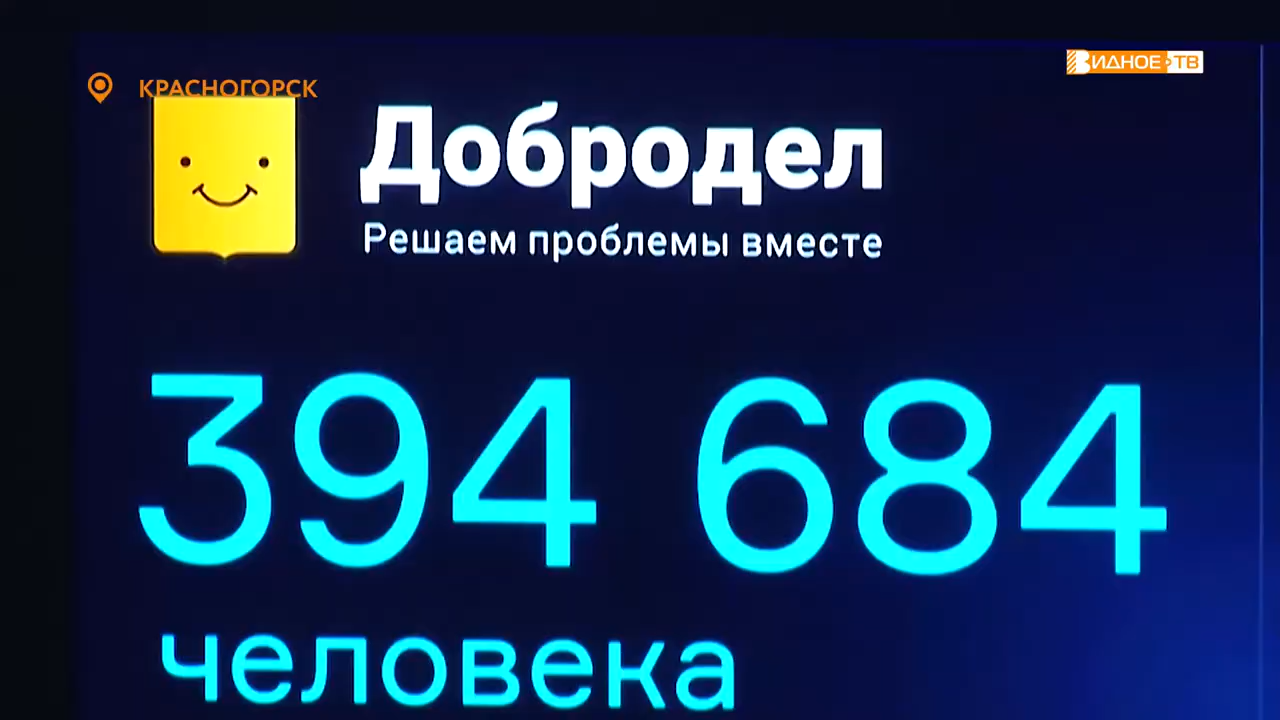 КРАСНОГОРСК
ВИДНОЕ ТВ
Добродел
Решаем проблемы вместе
394 684
человека